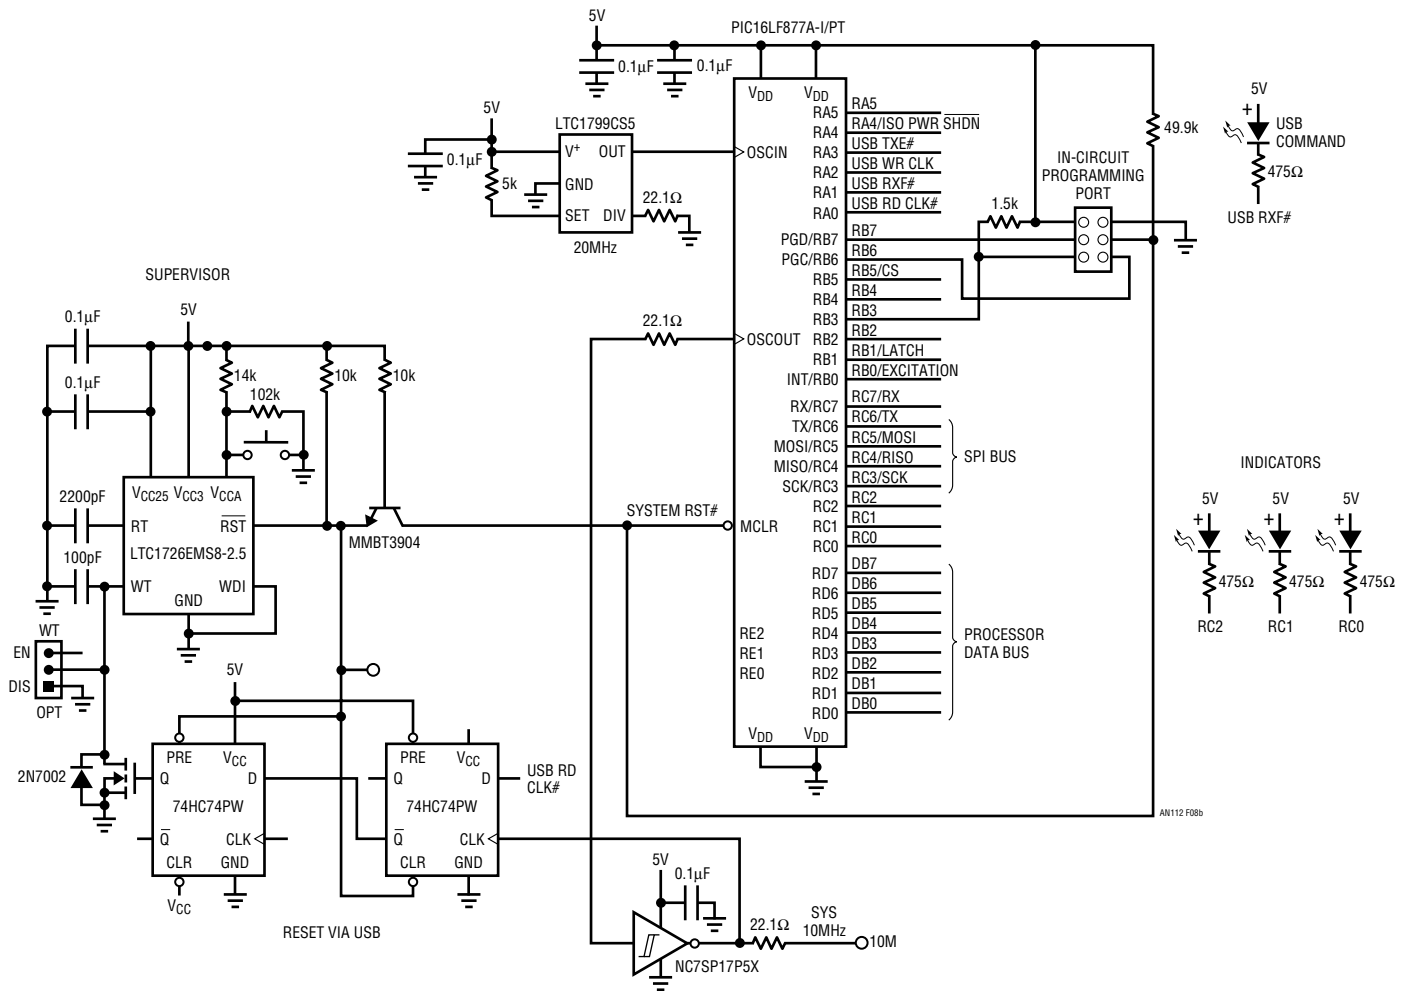 5V
PIC16LF877A-I/PT
0.1µF
0.1µF
VDD
VDD
5V
LTC1799CS5
0.1µF
5k
V+
OUT
GND
SET
DIV
22.1Ω
20MHz
OSCIN
RA5
RA5
RA4
RA4/ISO PWR SHDN
RA3
USB TXE#
RA2
USB WR CLK
RA1
USB RXF#
RA0
USB RD CLK#
PGD/RB7
RB7
PGC/RB6
RB6
RB5
RB5/CS
RB4
RB4
RB3
RB3
RB2
RB2
RB1
RB1/LATCH
INT/RB0
RB0/EXCITATION
RX/RC7
RC7/RX
TX/RC6
RC6/TX
MOSI/RC5
RC5/MOSI
MISO/RC4
RC4/RISO
SCK/RC3
RC3/SCK
SPI BUS
RC2
RC2
RC1
RC1
RC0
RC0
RD7
DB7
RD6
DB6
RD5
DB5
RD4
DB4
RD3
DB3
RD2
DB2
RD1
DB1
RD0
DB0
PROCESSOR
DATA BUS
RE2
RE1
RE0
VDD
VDD
22.1Ω
OSCOUT
SYSTEM RST#
MCLR
1.5k
IN-CIRCUIT
PROGRAMMING
PORT
49.9k
5V
+
USB
COMMAND
475Ω
USB RXF#
INDICATORS
5V
5V
5V
+
+
+
475Ω
475Ω
475Ω
RC2
RC1
RC0
AN112 F08b
SUPERVISOR
0.1µF
5V
0.1µF
14k
102k
10k
10k
2200pF
100pF
VCC25
VCC3
VCCA
RT
RST
LTC1726EMS8-2.5
WT
WDI
GND
MMBT3904
WT
EN
DIS
OPT
2N7002
5V
PRE
VCC
Q
D
74HC74PW
Q
CLK
CLR
GND
VCC
PRE
VCC
Q
D
74HC74PW
Q
CLK
CLR
GND
USB RD
CLK#
RESET VIA USB
5V
0.1µF
NC7SP17P5X
22.1Ω
SYS
10MHz
10M